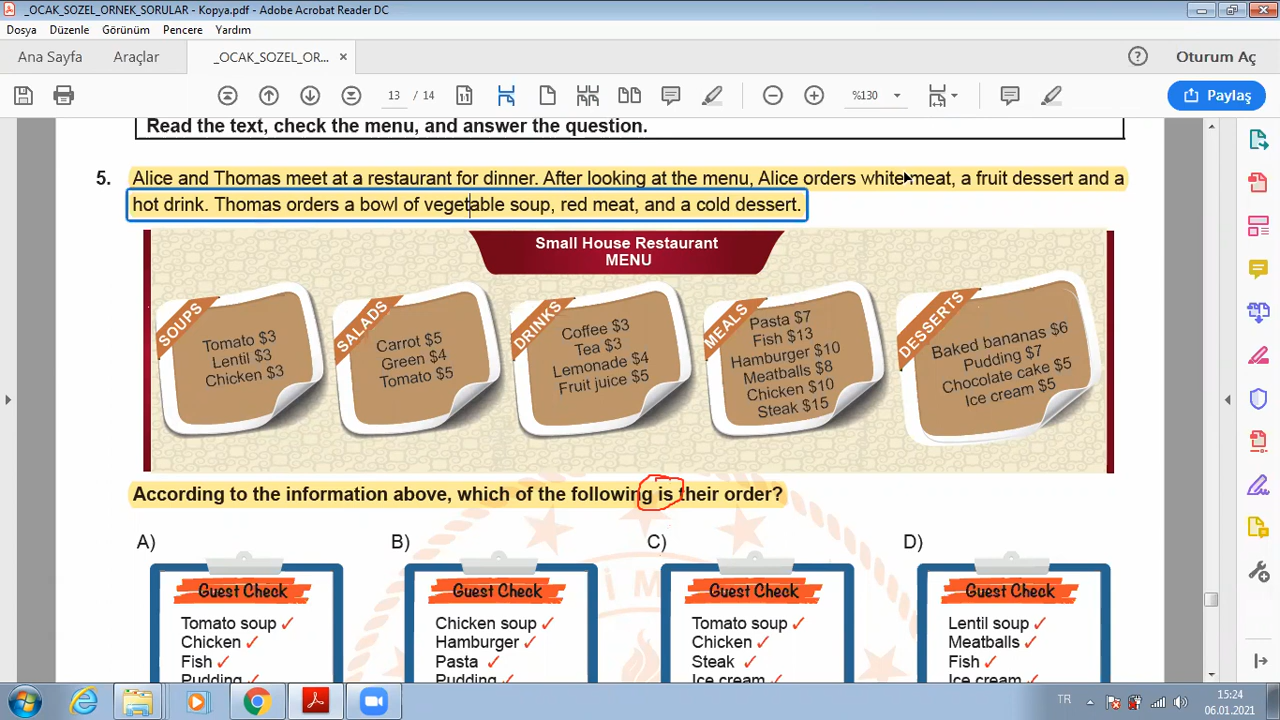 _OCAK_SOZEL_ORNEK_SORULAR - Kopya.pdf - Adobe Acrobat Reader DC
Dosya Düzenle Görünüm Pencere Yardım
Ana Sayfa Araçlar _OCAK_SOZEL_OR... × Oturum Aç
13 / 14 %130 Paylaş
Read the text, check the menu, and answer the question.
5. Alice and Thomas meet at a restaurant for dinner. After looking at the menu, Alice orders white meat, a fruit dessert and a
hot drink. Thomas orders a bowl of vegetable soup, red meat, and a cold dessert.
Small House Restaurant
MENU
SOUPS
Tomato $3
Lentil $3
Chicken $3
SALADS
Carrot $5
Green $4
Tomato $5
DRINKS
Coffee $3
Tea $3
Lemonade $4
Fruit juice $5
MEALS
Pasta $7
Fish $13
Hamburger $10
Meatballs $8
Chicken $10
Steak $15
DESSERTS
Baked bananas $6
Pudding $7
Chocolate cake $5
Ice cream $5
According to the information above, which of the following is their order?
A)
Guest Check
Tomato soup ✓
Chicken ✓
Fish ✓
Pudding ✓
B)
Guest Check
Chicken soup ✓
Hamburger ✓
Pasta ✓
Pudding ✓
C)
Guest Check
Tomato soup ✓
Chicken ✓
Steak ✓
Ice cream ✓
D)
Guest Check
Lentil soup ✓
Meatballs ✓
Fish ✓
Ice cream ✓
TR
15:24
06.01.2021